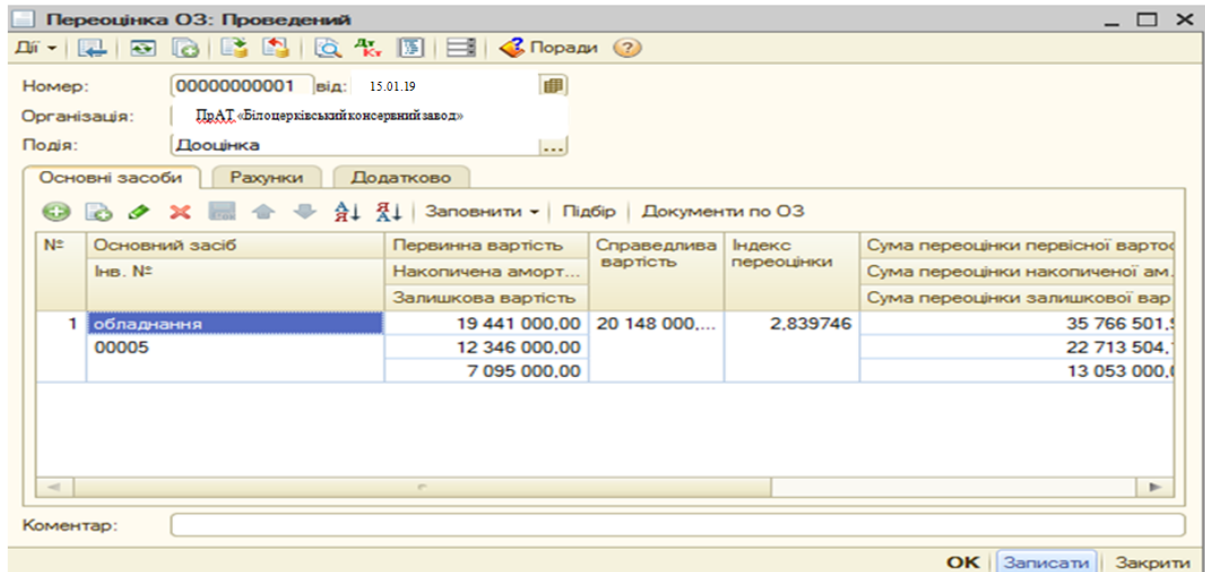 Переоцінка ОЗ: Проведений
Дії Дт Кт Поради
Номер: 00000000001 від: 15.01.19
Організація: ПрАТ «Білоцерківський консервний завод»
Подія: Дооцінка ...
Основні засоби Рахунки Додатково
Заповнити Підбір Документи по ОЗ
№ Основний засіб Первинна вартість Справедлива вартість Індекс переоцінки Сума переоцінки первісної вартос
Інв. № Накопичена аморт... Сума переоцінки накопиченої ам.
Залишкова вартість Сума переоцінки залишкової вар
1 обладнання 19 441 000,00 20 148 000,... 2,839746 35 766 501,
00005 12 346 000,00 22 713 504,
7 095 000,00 13 053 000,
Коментар:
OK Записати Закрити